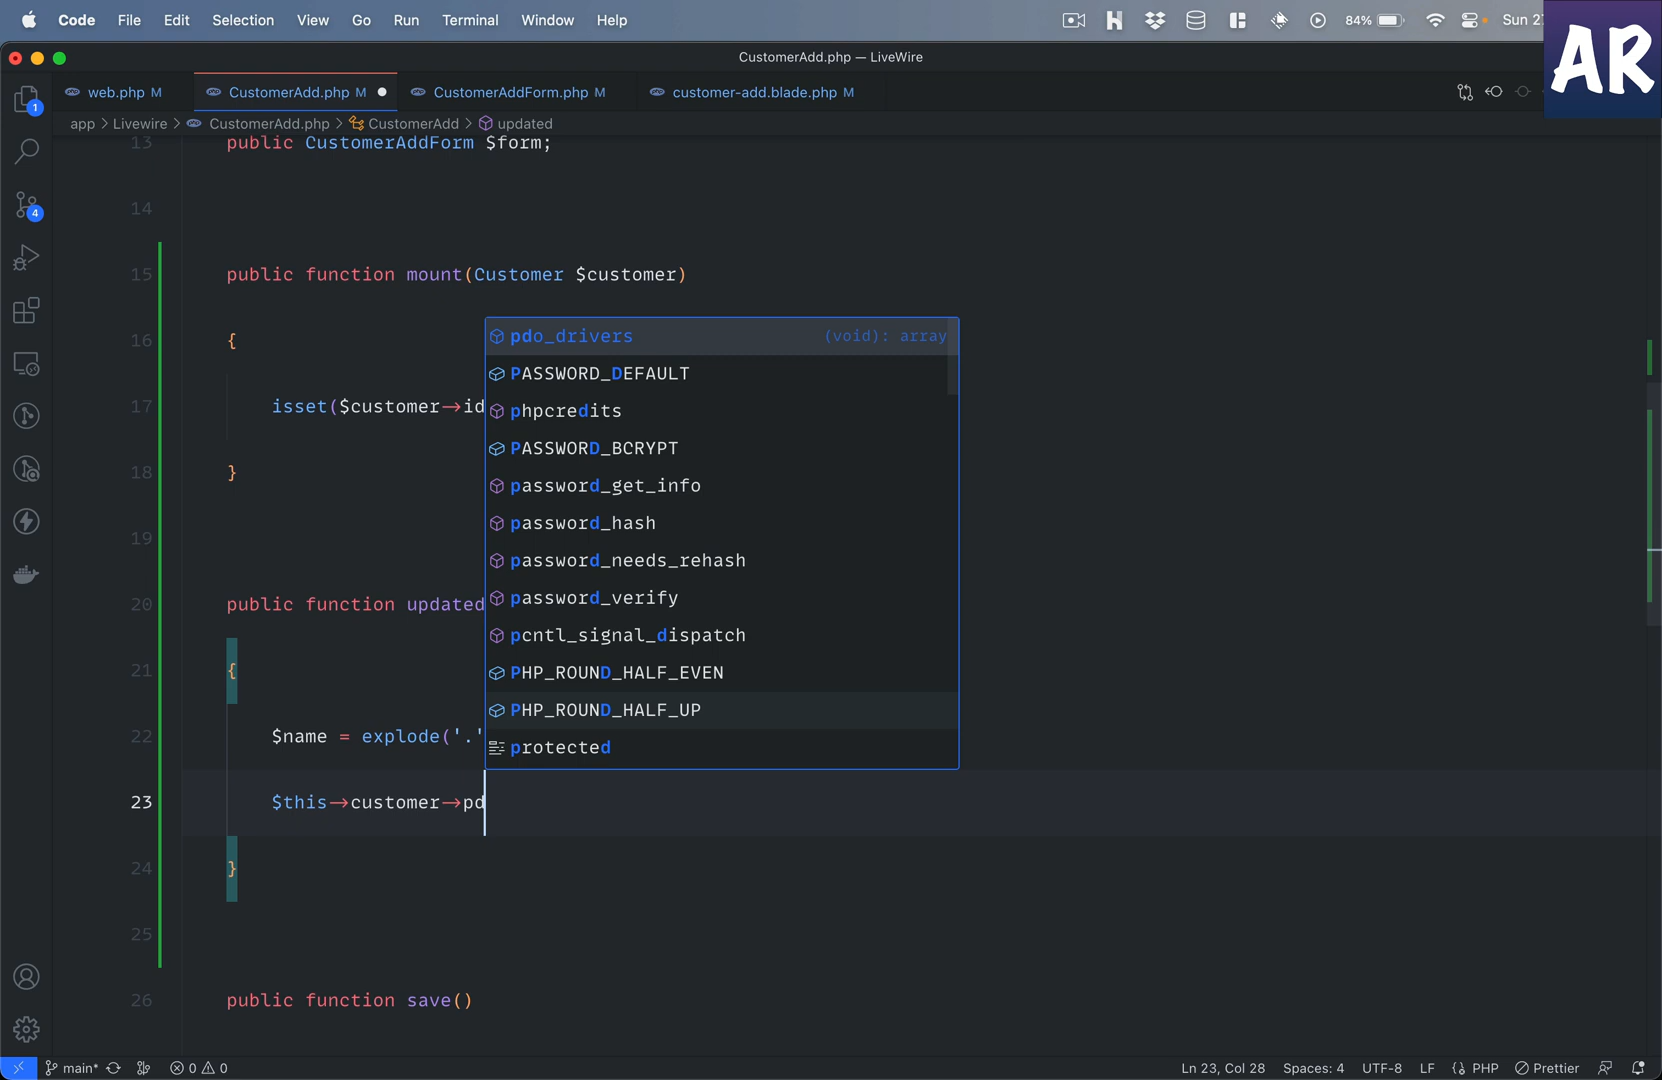 Code File Edit Selection View Go Run Terminal Window Help 84% Sun 2
CustomerAdd.php — LiveWire
AR
web.php M CustomerAdd.php M CustomerAddForm.php M customer-add.blade.php M
app > Livewire > CustomerAdd.php > CustomerAdd > updated
1
4
13 public CustomerAddForm $form;
14
15 public function mount(Customer $customer)
16 {
17 isset($customer→id
18 }
19
20 public function updated
21 {
22 $name = explode('.'
23 $this→customer→pd
24 }
25
26 public function save()
pdo_drivers (void): array
PASSWORD_DEFAULT
phpcredits
PASSWORD_BCRYPT
password_get_info
password_hash
password_needs_rehash
password_verify
pcntl_signal_dispatch
PHP_ROUND_HALF_EVEN
PHP_ROUND_HALF_UP
protected
main* 0 0 Ln 23, Col 28 Spaces: 4 UTF-8 LF PHP Prettier